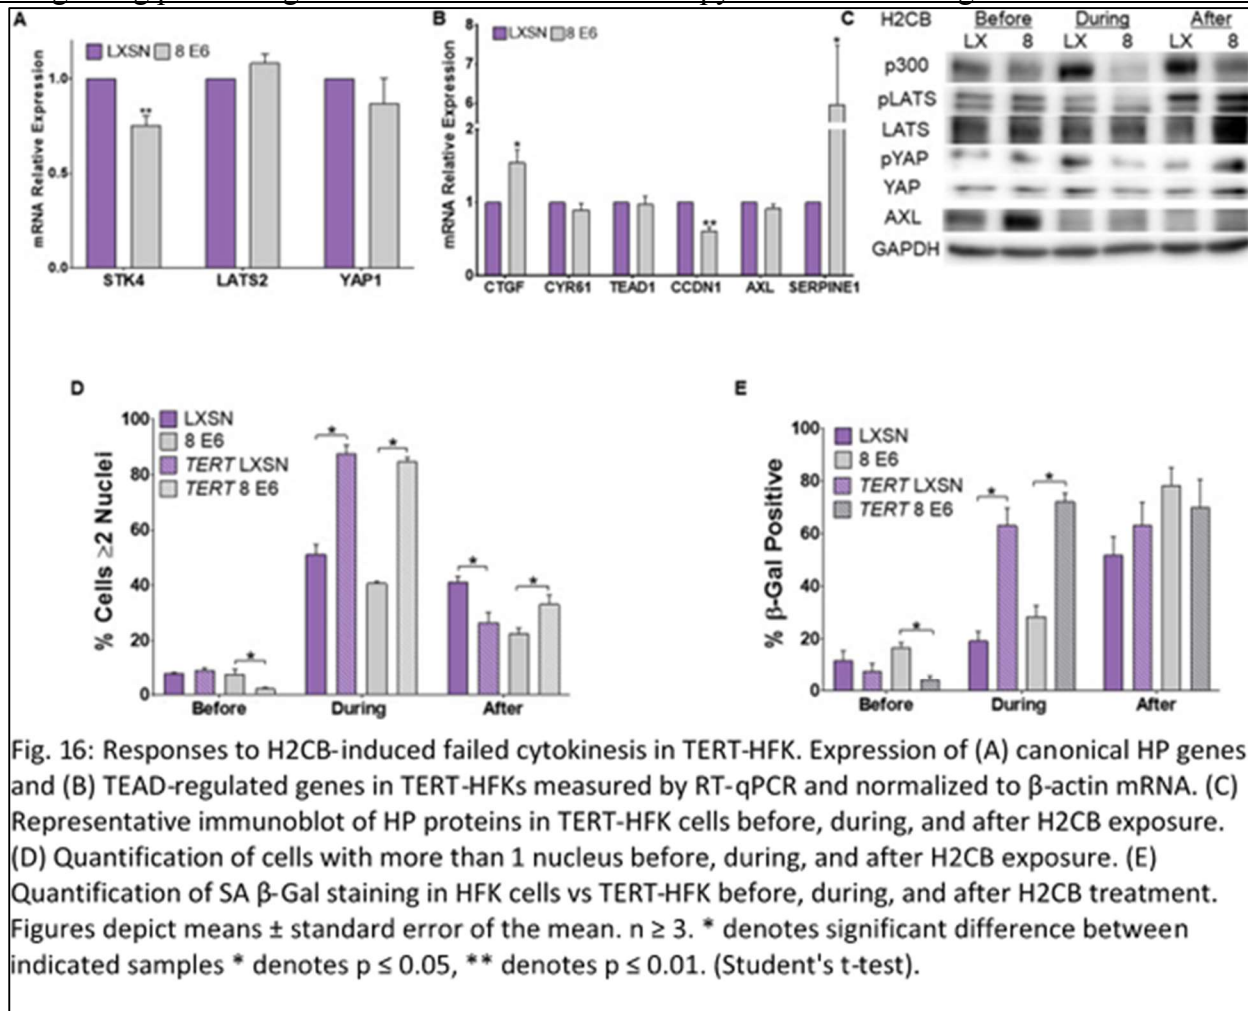 A
LXSN 8 E6
mRNA Relative Expression
1.0
0.5
0.0
**
STK4 LATS2 YAP1
B
LXSN 8 E6
mRNA Relative Expression
8
7
6
2
1
0
*
**
*
CTGF CYR61 TEAD1 CCDN1 AXL SERPINE1
C
H2CB Before During After
LX 8 LX 8 LX 8
p300
pLATS
LATS
pYAP
YAP
AXL
GAPDH
D
LXSN
8 E6
TERT LXSN
TERT 8 E6
% Cells ≥2 Nuclei
100
80
60
40
20
0
* * * * *
Before During After
E
LXSN
8 E6
TERT LXSN
TERT 8 E6
% β-Gal Positive
100
80
60
40
20
0
* * *
Before During After
Fig. 16: Responses to H2CB-induced failed cytokinesis in TERT-HFK. Expression of (A) canonical HP genes
and (B) TEAD-regulated genes in TERT-HFKs measured by RT-qPCR and normalized to β-actin mRNA. (C)
Representative immunoblot of HP proteins in TERT-HFK cells before, during, and after H2CB exposure.
(D) Quantification of cells with more than 1 nucleus before, during, and after H2CB exposure. (E)
Quantification of SA β-Gal staining in HFK cells vs TERT-HFK before, during, and after H2CB treatment.
Figures depict means ± standard error of the mean. n ≥ 3. * denotes significant difference between
indicated samples * denotes p ≤ 0.05, ** denotes p ≤ 0.01. (Student's t-test).